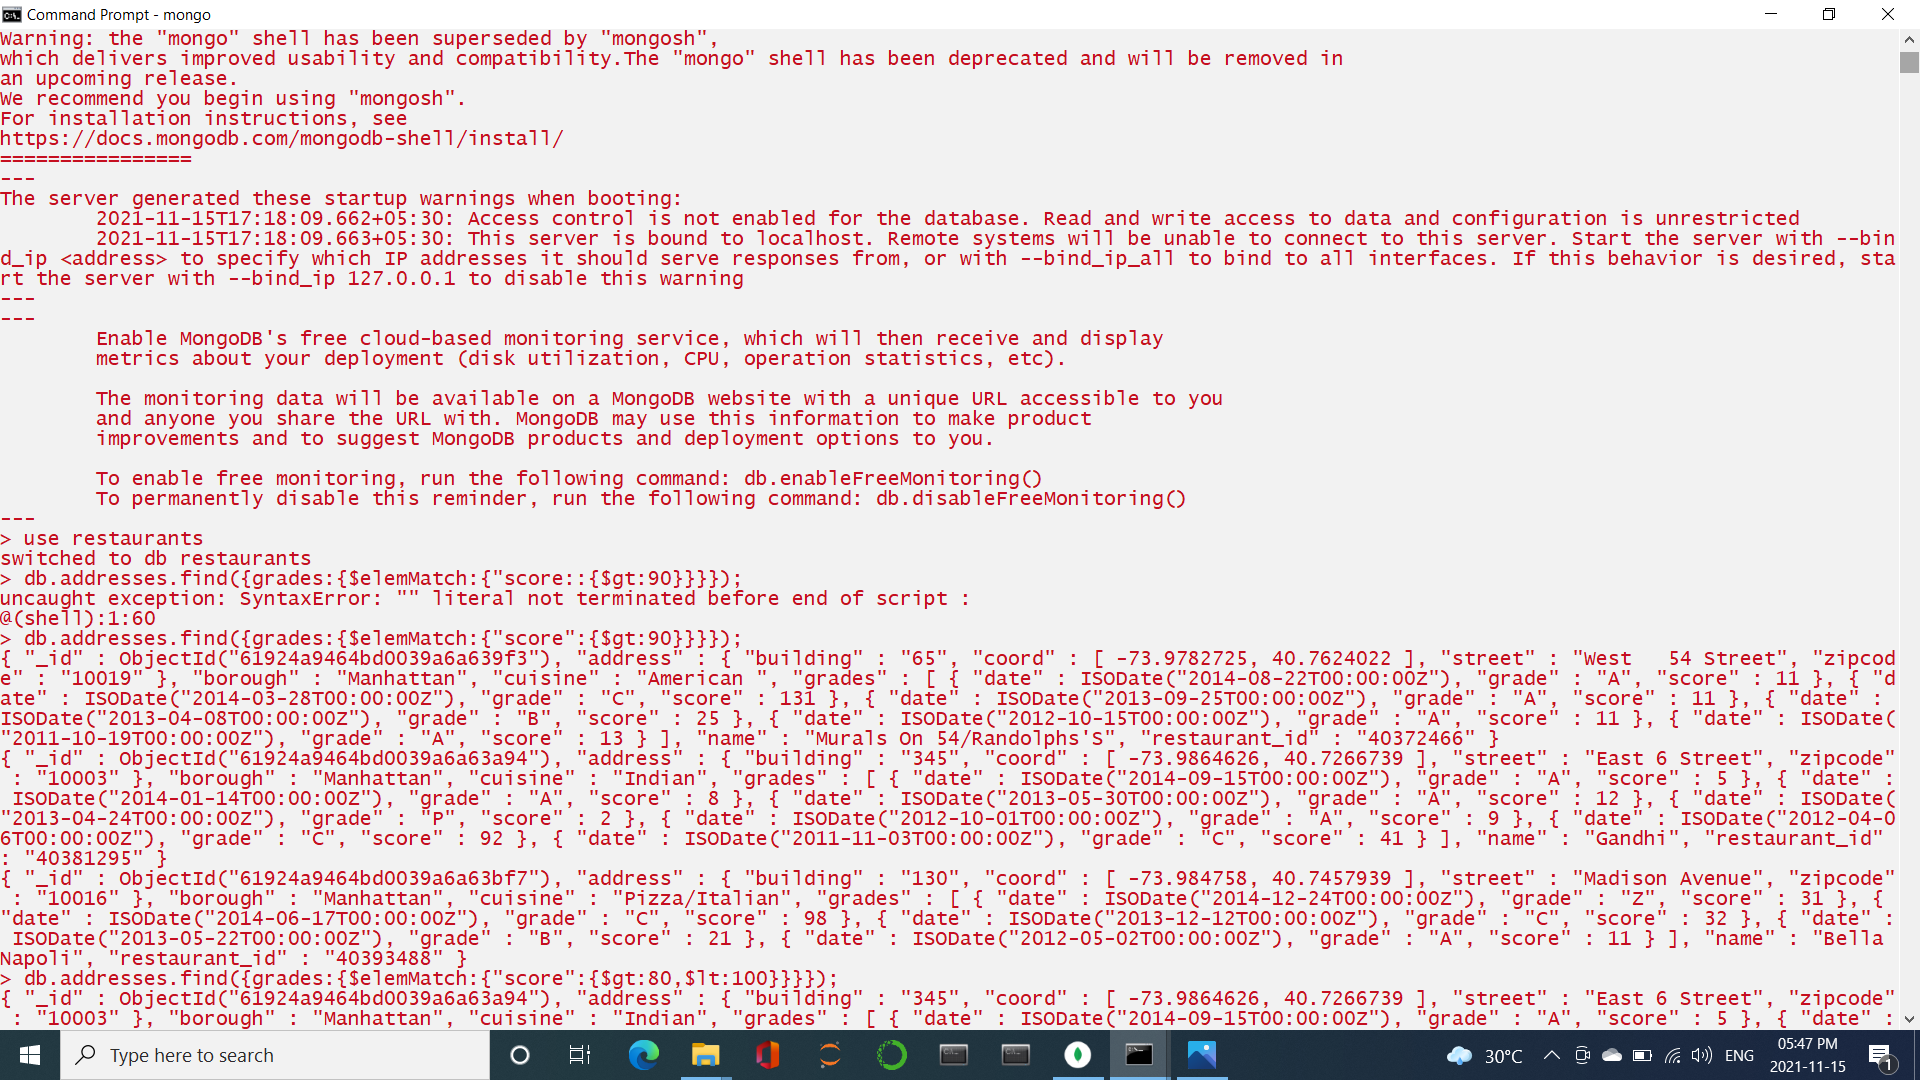 Command Prompt - mongo
Warning: the "mongo" shell has been superseded by "mongosh",
which delivers improved usability and compatibility.The "mongo" shell has been deprecated and will be removed in
an upcoming release.
We recommend you begin using "mongosh".
For installation instructions, see
https://docs.mongodb.com/mongodb-shell/install/
================
---
The server generated these startup warnings when booting:
        2021-11-15T17:18:09.662+05:30: Access control is not enabled for the database. Read and write access to data and configuration is unrestricted
        2021-11-15T17:18:09.663+05:30: This server is bound to localhost. Remote systems will be unable to connect to this server. Start the server with --bin
d_ip <address> to specify which IP addresses it should serve responses from, or with --bind_ip_all to bind to all interfaces. If this behavior is desired, sta
rt the server with --bind_ip 127.0.0.1 to disable this warning
---
---
        Enable MongoDB's free cloud-based monitoring service, which will then receive and display
        metrics about your deployment (disk utilization, CPU, operation statistics, etc).
        The monitoring data will be available on a MongoDB website with a unique URL accessible to you
        and anyone you share the URL with. MongoDB may use this information to make product
        improvements and to suggest MongoDB products and deployment options to you.
        To enable free monitoring, run the following command: db.enableFreeMonitoring()
        To permanently disable this reminder, run the following command: db.disableFreeMonitoring()
---
> use restaurants
switched to db restaurants
> db.addresses.find({grades:{$elemMatch:{"score::{$gt:90}}}});
uncaught exception: SyntaxError: "" literal not terminated before end of script :
@(shell):1:60
> db.addresses.find({grades:{$elemMatch:{"score":{$gt:90}}}});
{ "_id" : ObjectId("61924a9464bd0039a6a639f3"), "address" : { "building" : "65", "coord" : [ -73.9782725, 40.7624022 ], "street" : "West   54 Street", "zipcod
e" : "10019" }, "borough" : "Manhattan", "cuisine" : "American ", "grades" : [ { "date" : ISODate("2014-08-22T00:00:00Z"), "grade" : "A", "score" : 11 }, { "d
ate" : ISODate("2014-03-28T00:00:00Z"), "grade" : "C", "score" : 131 }, { "date" : ISODate("2013-09-25T00:00:00Z"), "grade" : "A", "score" : 11 }, { "date" :
ISODate("2013-04-08T00:00:00Z"), "grade" : "B", "score" : 25 }, { "date" : ISODate("2012-10-15T00:00:00Z"), "grade" : "A", "score" : 11 }, { "date" : ISODate(
"2011-10-19T00:00:00Z"), "grade" : "A", "score" : 13 } ], "name" : "Murals On 54/Randolphs'S", "restaurant_id" : "40372466" }
{ "_id" : ObjectId("61924a9464bd0039a6a63a94"), "address" : { "building" : "345", "coord" : [ -73.9864626, 40.7266739 ], "street" : "East 6 Street", "zipcode"
 : "10003" }, "borough" : "Manhattan", "cuisine" : "Indian", "grades" : [ { "date" : ISODate("2014-09-15T00:00:00Z"), "grade" : "A", "score" : 5 }, { "date" :
 ISODate("2014-01-14T00:00:00Z"), "grade" : "A", "score" : 8 }, { "date" : ISODate("2013-05-30T00:00:00Z"), "grade" : "A", "score" : 12 }, { "date" : ISODate(
"2013-04-24T00:00:00Z"), "grade" : "P", "score" : 2 }, { "date" : ISODate("2012-10-01T00:00:00Z"), "grade" : "A", "score" : 9 }, { "date" : ISODate("2012-04-0
6T00:00:00Z"), "grade" : "C", "score" : 92 }, { "date" : ISODate("2011-11-03T00:00:00Z"), "grade" : "C", "score" : 41 } ], "name" : "Gandhi", "restaurant_id"
: "40381295" }
{ "_id" : ObjectId("61924a9464bd0039a6a63bf7"), "address" : { "building" : "130", "coord" : [ -73.984758, 40.7457939 ], "street" : "Madison Avenue", "zipcode"
 : "10016" }, "borough" : "Manhattan", "cuisine" : "Pizza/Italian", "grades" : [ { "date" : ISODate("2014-12-24T00:00:00Z"), "grade" : "Z", "score" : 31 }, {
"date" : ISODate("2014-06-17T00:00:00Z"), "grade" : "C", "score" : 98 }, { "date" : ISODate("2013-12-12T00:00:00Z"), "grade" : "C", "score" : 32 }, { "date" :
 ISODate("2013-05-22T00:00:00Z"), "grade" : "B", "score" : 21 }, { "date" : ISODate("2012-05-02T00:00:00Z"), "grade" : "A", "score" : 11 } ], "name" : "Bella
Napoli", "restaurant_id" : "40393488" }
> db.addresses.find({grades:{$elemMatch:{"score":{$gt:80,$lt:100}}}});
{ "_id" : ObjectId("61924a9464bd0039a6a63a94"), "address" : { "building" : "345", "coord" : [ -73.9864626, 40.7266739 ], "street" : "East 6 Street", "zipcode"
 : "10003" }, "borough" : "Manhattan", "cuisine" : "Indian", "grades" : [ { "date" : ISODate("2014-09-15T00:00:00Z"), "grade" : "A", "score" : 5 }, { "date" :
Type here to search
30°C
ENG
05:47 PM
2021-11-15
1